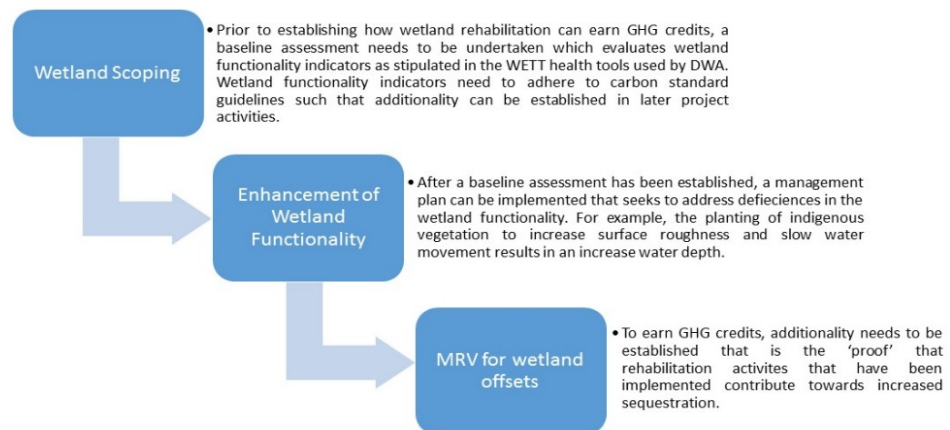 Wetland Scoping
• Prior to establishing how wetland rehabilitation can earn GHG credits, a
baseline assessment needs to be undertaken which evaluates wetland
functionality indicators as stipulated in the WETT health tools used by DWA.
Wetland functionality indicators need to adhere to carbon standard
guidelines such that additionality can be established in later project
activities.
Enhancement of
Wetland
Functionality
• After a baseline assessment has been established, a management
plan can be implemented that seeks to address defieciences in the
wetland functionality. For example, the planting of indigenous
vegetation to increase surface roughness and slow water
movement results in an increase water depth.
MRV for wetland
offsets
• To earn GHG credits, additionality needs to be
established that is the ‘proof’ that
rehabilitation activites that have been
implemented contribute towards increased
sequestration.